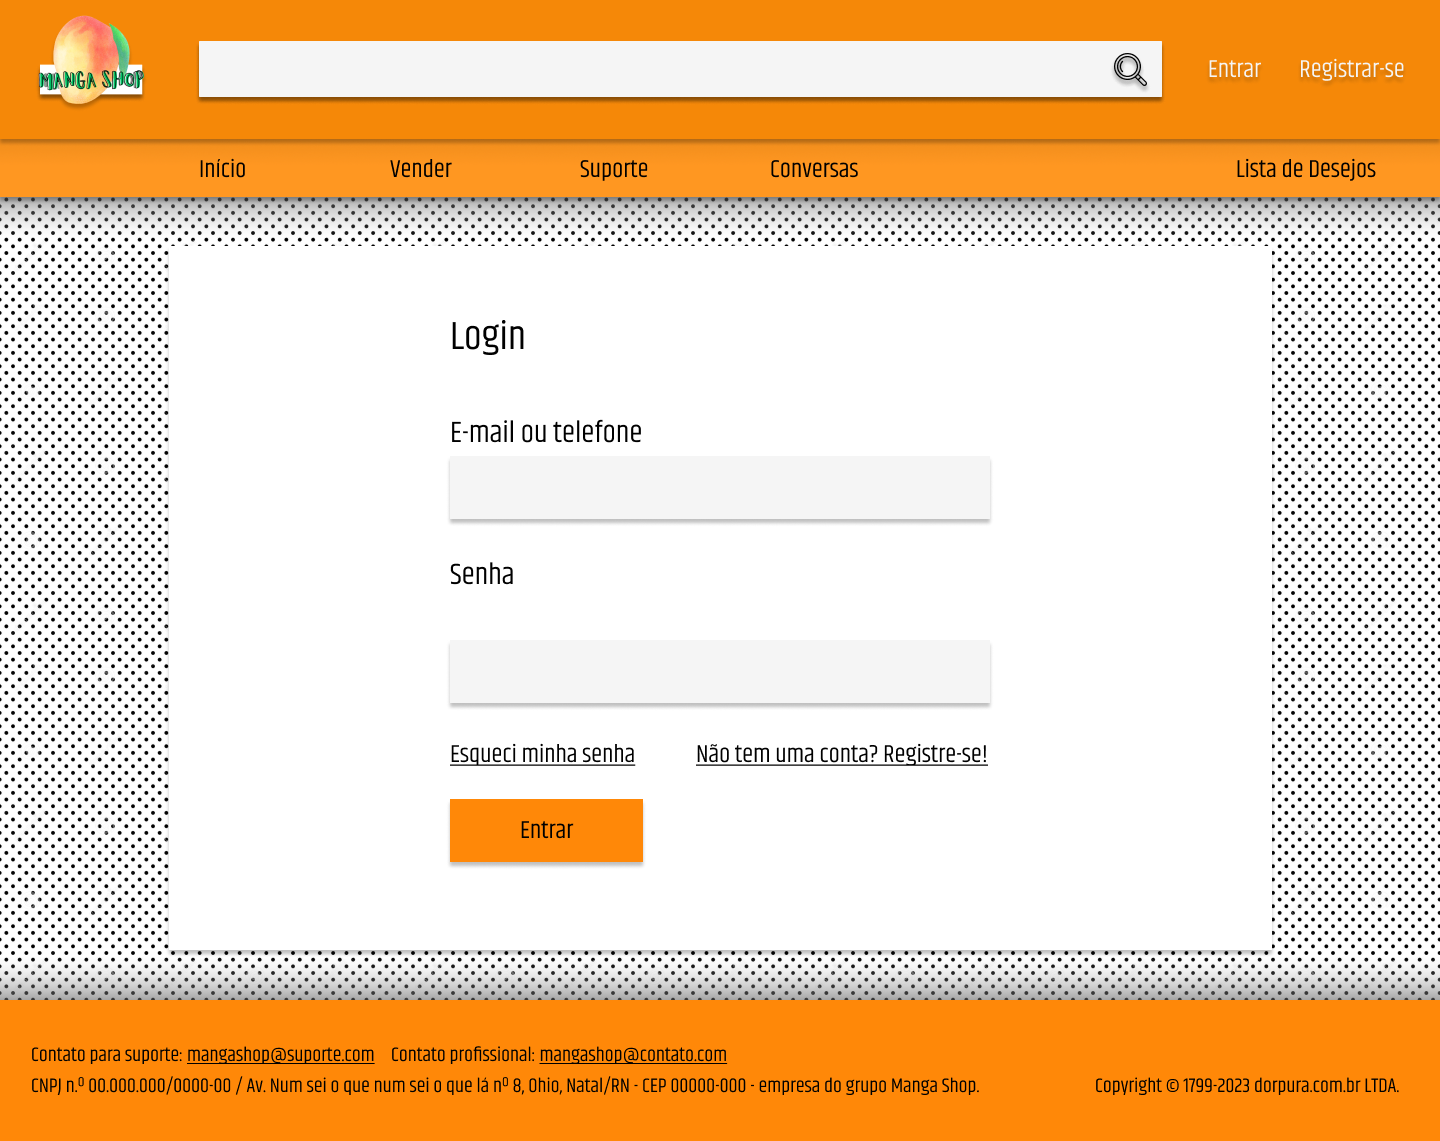 MANGA SHOP
Entrar Registrar-se
Início Vender Suporte Conversas Lista de Desejos
Login
E-mail ou telefone
Senha
Esqueci minha senha Não tem uma conta? Registre-se!
Entrar
Contato para suporte: mangashop@suporte.com Contato profissional: mangashop@contato.com
CNPJ n.º 00.000.000/0000-00 / Av. Num sei o que num sei o que lá nº 8, Ohio, Natal/RN - CEP 00000-000 - empresa do grupo Manga Shop. Copyright © 1799-2023 dorpura.com.br LTDA.